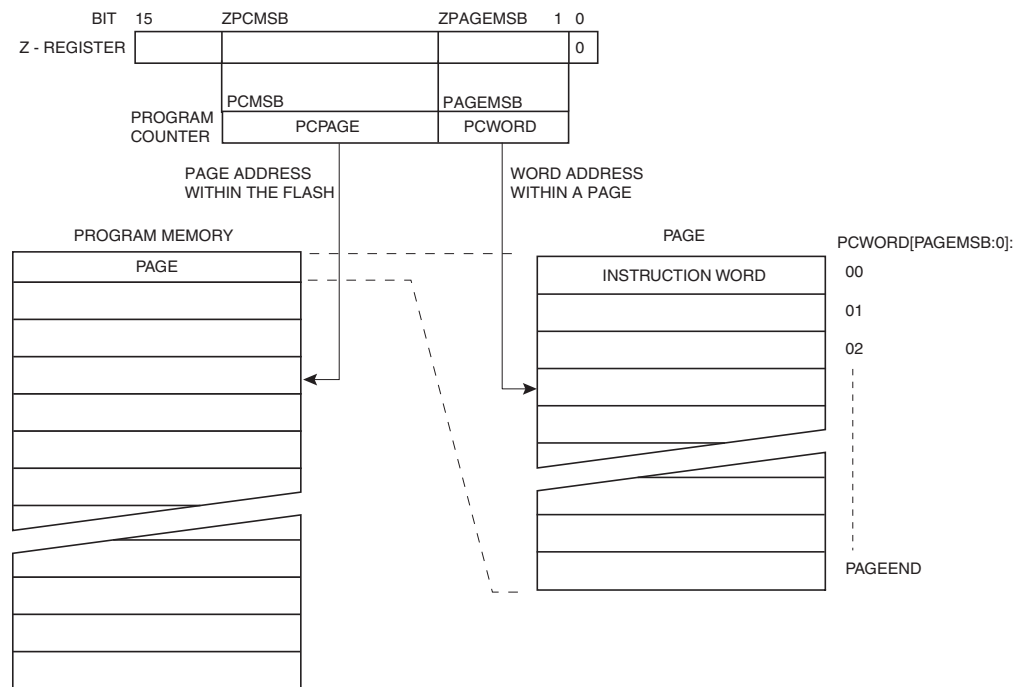 BIT 15 ZPCMSB ZPAGEMSB 1 0
Z - REGISTER 0
PCMSB PAGEMSB
PROGRAM
COUNTER
PCPAGE PCWORD
PAGE ADDRESS
WITHIN THE FLASH
WORD ADDRESS
WITHIN A PAGE
PROGRAM MEMORY
PAGE
PAGE
PCWORD[PAGEMSB:0]:
INSTRUCTION WORD
00
01
02
PAGEEND